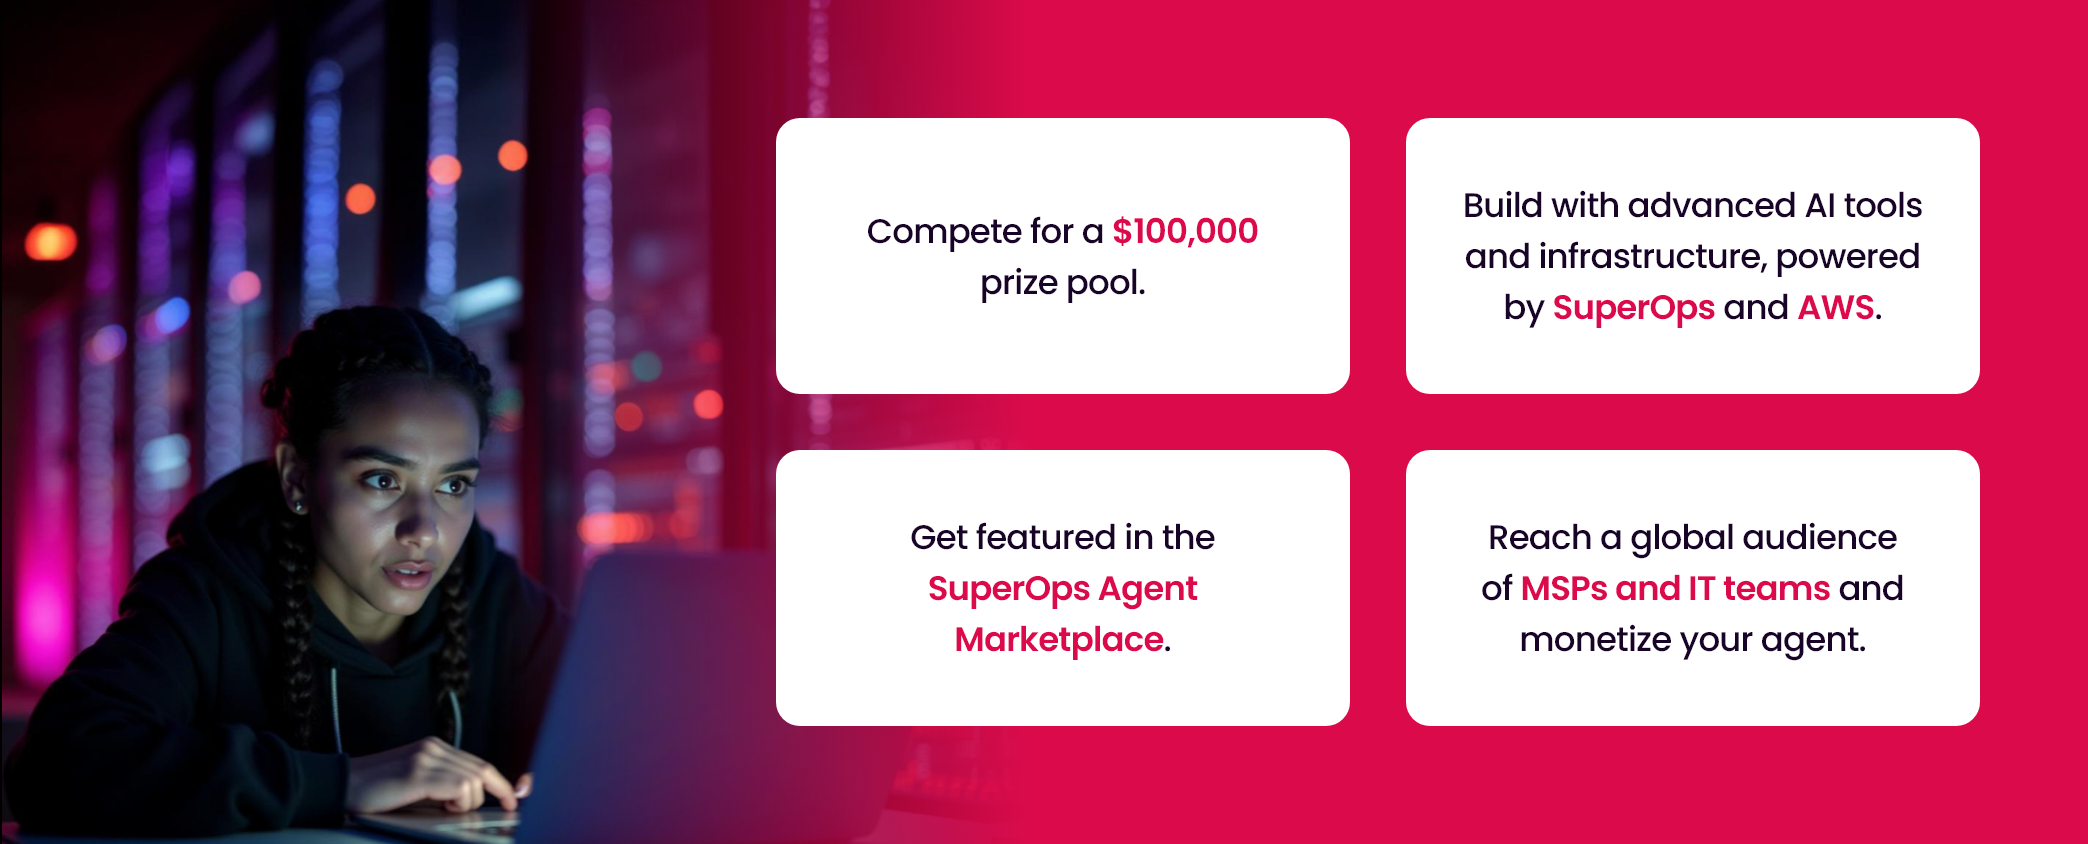 Compete for a $100,000
prize pool.
Build with advanced AI tools
and infrastructure, powered
by SuperOps and AWS.
Get featured in the
SuperOps Agent
Marketplace.
Reach a global audience
of MSPs and IT teams and
monetize your agent.